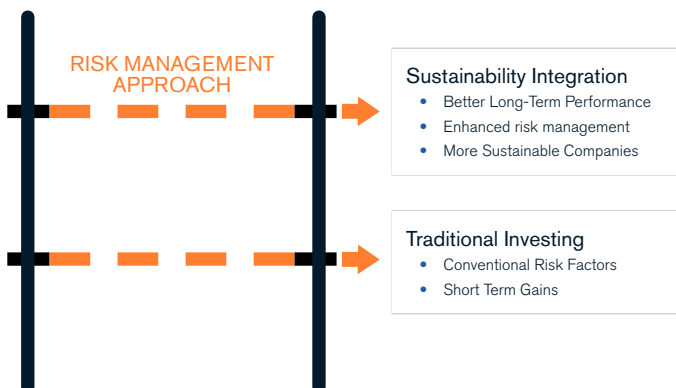 RISK MANAGEMENT
APPROACH
Sustainability Integration
Better Long-Term Performance
Enhanced risk management
More Sustainable Companies
Traditional Investing
Conventional Risk Factors
Short Term Gains